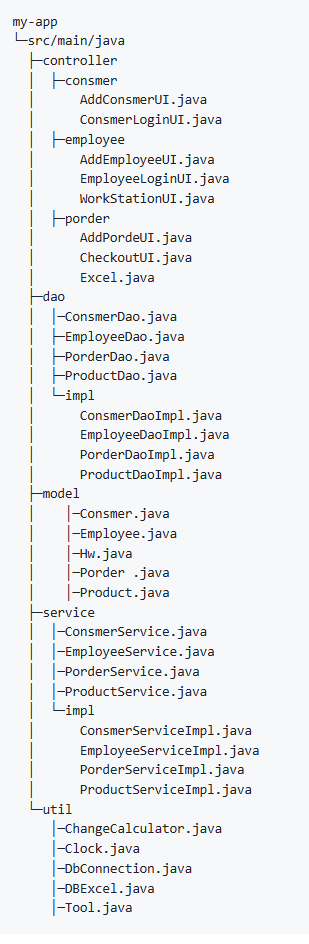 my-app
└─src/main/java
  ├─controller
  │  ├─consmer
  │      AddConsmerUI.java
  │      ConsmerLoginUI.java
  │  ├─employee
  │      AddEmployeeUI.java
  │      EmployeeLoginUI.java
  │      WorkStationUI.java
  │  ├─porder
  │      AddPordeUI.java
  │      CheckoutUI.java
  │      Excel.java
  ├─dao
  │  │─ConsmerDao.java
  │  ├─EmployeeDao.java
  │  ├─PorderDao.java
  │  ├─ProductDao.java
  │  └─impl
  │      ConsmerDaoImpl.java
  │      EmployeeDaoImpl.java
  │      PorderDaoImpl.java
  │      ProductDaoImpl.java
  ├─model
  │    │─Consmer.java
  │    │─Employee.java
  │    │─Hw.java
  │    │─Porder .java
  │    │─Product.java
  ├─service
  │  ├─ConsmerService.java
  │  ├─EmployeeService.java
  │  ├─PorderService.java
  │  ├─ProductService.java
  │  └─impl
  │      ConsmerServiceImpl.java
  │      EmployeeServiceImpl.java
  │      PorderServiceImpl.java
  │      ProductServiceImpl.java
  └─util
     │─ChangeCalculator.java
     │─Clock.java
     │─DbConnection.java
     │─DBExcel.java
     │─Tool.java